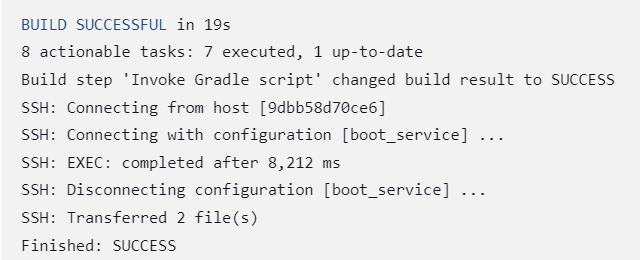 BUILD SUCCESSFUL in 19s
8 actionable tasks: 7 executed, 1 up-to-date
Build step 'Invoke Gradle script' changed build result to SUCCESS
SSH: Connecting from host [9dbb58d70ce6]
SSH: Connecting with configuration [boot_service] ...
SSH: EXEC: completed after 8,212 ms
SSH: Disconnecting configuration [boot_service] ...
SSH: Transferred 2 file(s)
Finished: SUCCESS